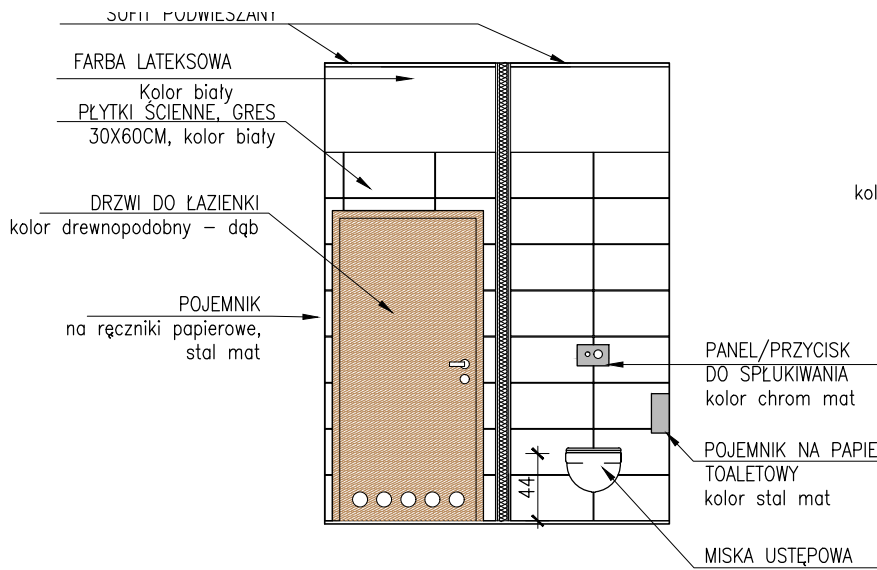 SUFIT PODWIESZANY
FARBA LATEKSOWA
Kolor biały
PŁYTKI ŚCIENNE, GRES
30X60CM, kolor biały
DRZWI DO ŁAZIENKI
kolor drewnopodobny – dąb
POJEMNIK
na ręczniki papierowe,
stal mat
kol
PANEL/PRZYCISK
DO SPŁUKIWANIA
kolor chrom mat
POJEMNIK NA PAPIE
TOALETOWY
kolor stal mat
44
MISKA USTĘPOWA